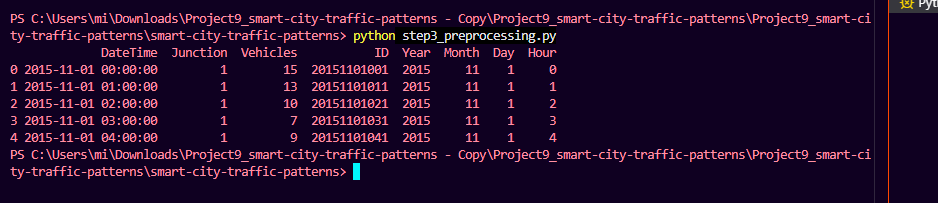 Pyt
PS C:\Users\mi\Downloads\Project9_smart-city-traffic-patterns - Copy\Project9_smart-ci
ty-traffic-patterns\smart-city-traffic-patterns> python step3_preprocessing.py
DateTime Junction Vehicles ID Year Month Day Hour
0 2015-11-01 00:00:00 1 15 20151101001 2015 11 1 0
1 2015-11-01 01:00:00 1 13 20151101011 2015 11 1 1
2 2015-11-01 02:00:00 1 10 20151101021 2015 11 1 2
3 2015-11-01 03:00:00 1 7 20151101031 2015 11 1 3
4 2015-11-01 04:00:00 1 9 20151101041 2015 11 1 4
PS C:\Users\mi\Downloads\Project9_smart-city-traffic-patterns - Copy\Project9_smart-city-traffic-patterns\Project9_smart-ci
ty-traffic-patterns\smart-city-traffic-patterns>